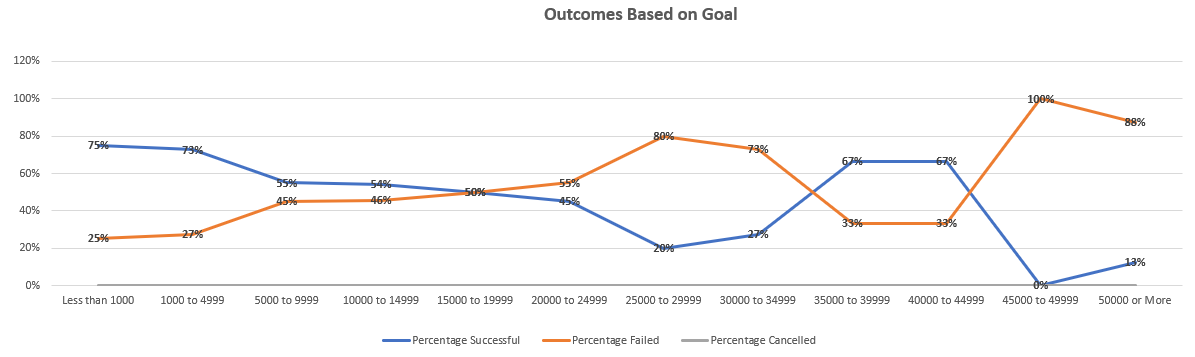 Outcomes Based on Goal
120%
100%
80%
60%
40%
20%
0%
75% 73% 55% 54% 50% 45% 20% 27% 67% 67% 0% 13%
25% 27% 45% 46% 50% 55% 80% 73% 33% 33% 100% 88%
Less than 1000 1000 to 4999 5000 to 9999 10000 to 14999 15000 to 19999 20000 to 24999 25000 to 29999 30000 to 34999 35000 to 39999 40000 to 44999 45000 to 49999 50000 or More
Percentage Successful Percentage Failed Percentage Cancelled